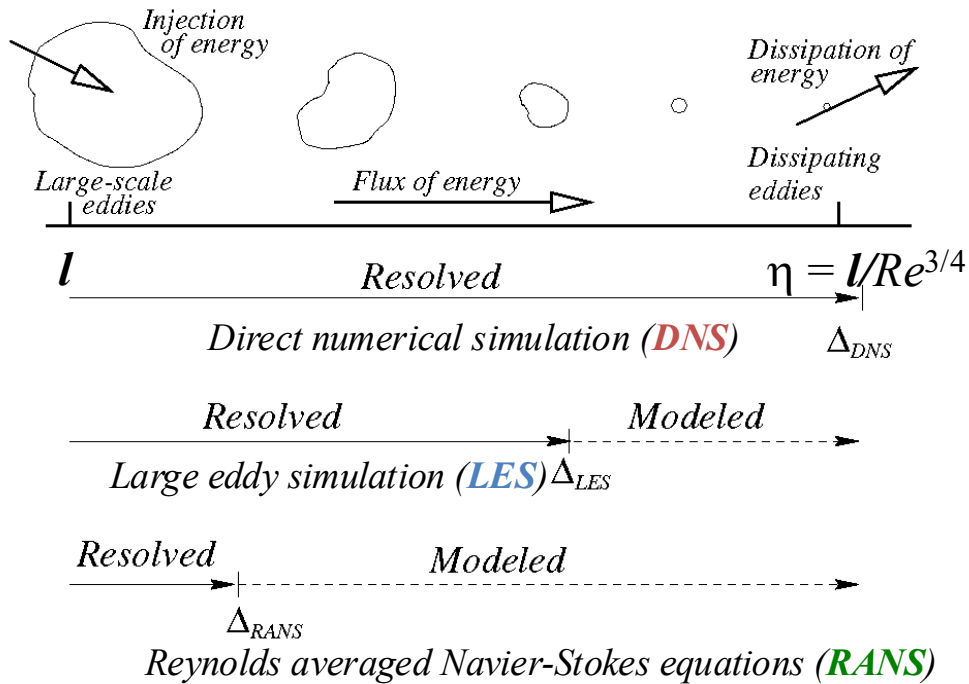 Injection
of energy
Dissipation of
energy
Large-scale
eddies
Flux of energy
Dissipating
eddies
l
η = l/Re3/4
Resolved
Direct numerical simulation (DNS)
ΔDNS
Resolved
Modeled
Large eddy simulation (LES)
ΔLES
Resolved
Modeled
ΔRANS
Reynolds averaged Navier-Stokes equations (RANS)